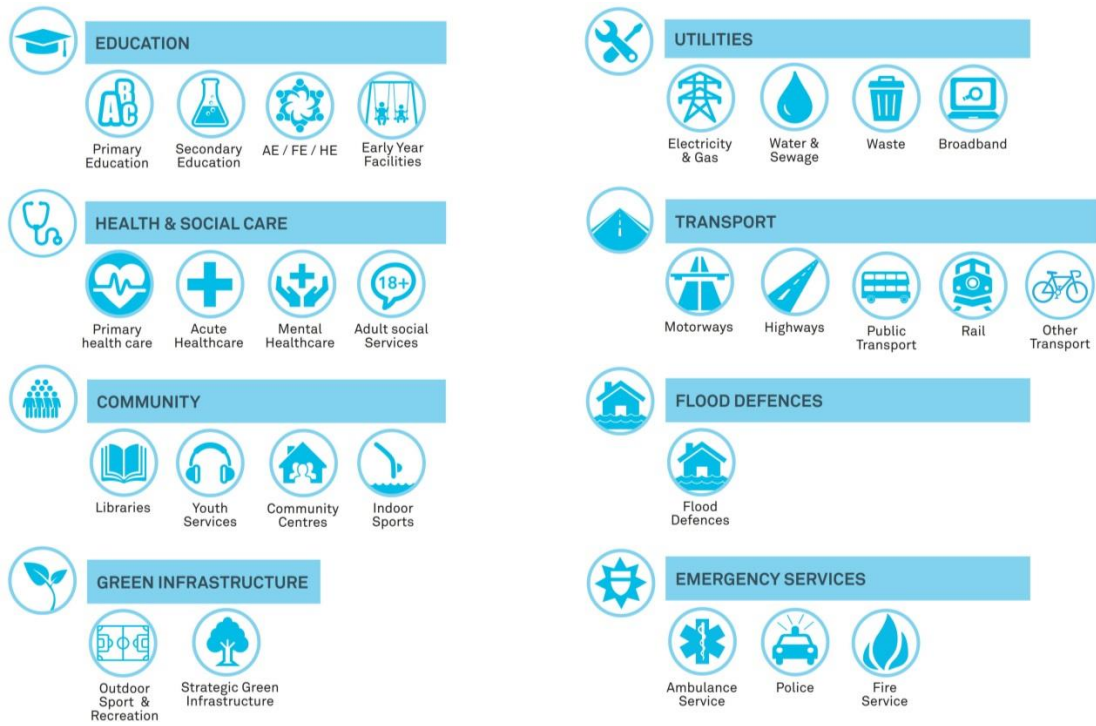 EDUCATION
Primary
Education
Secondary
Education
AE / FE / HE
Early Year
Facilities
HEALTH & SOCIAL CARE
Primary
health care
Acute
Healthcare
Mental
Healthcare
18+
Adult social
Services
COMMUNITY
Libraries
Youth
Services
Community
Centres
Indoor
Sports
GREEN INFRASTRUCTURE
Outdoor
Sport &
Recreation
Strategic Green
Infrastructure
UTILITIES
Electricity
& Gas
Water &
Sewage
Waste
Broadband
TRANSPORT
Motorways
Highways
Public
Transport
Rail
Other
Transport
FLOOD DEFENCES
Flood
Defences
EMERGENCY SERVICES
Ambulance
Service
Police
Fire
Service
ABC